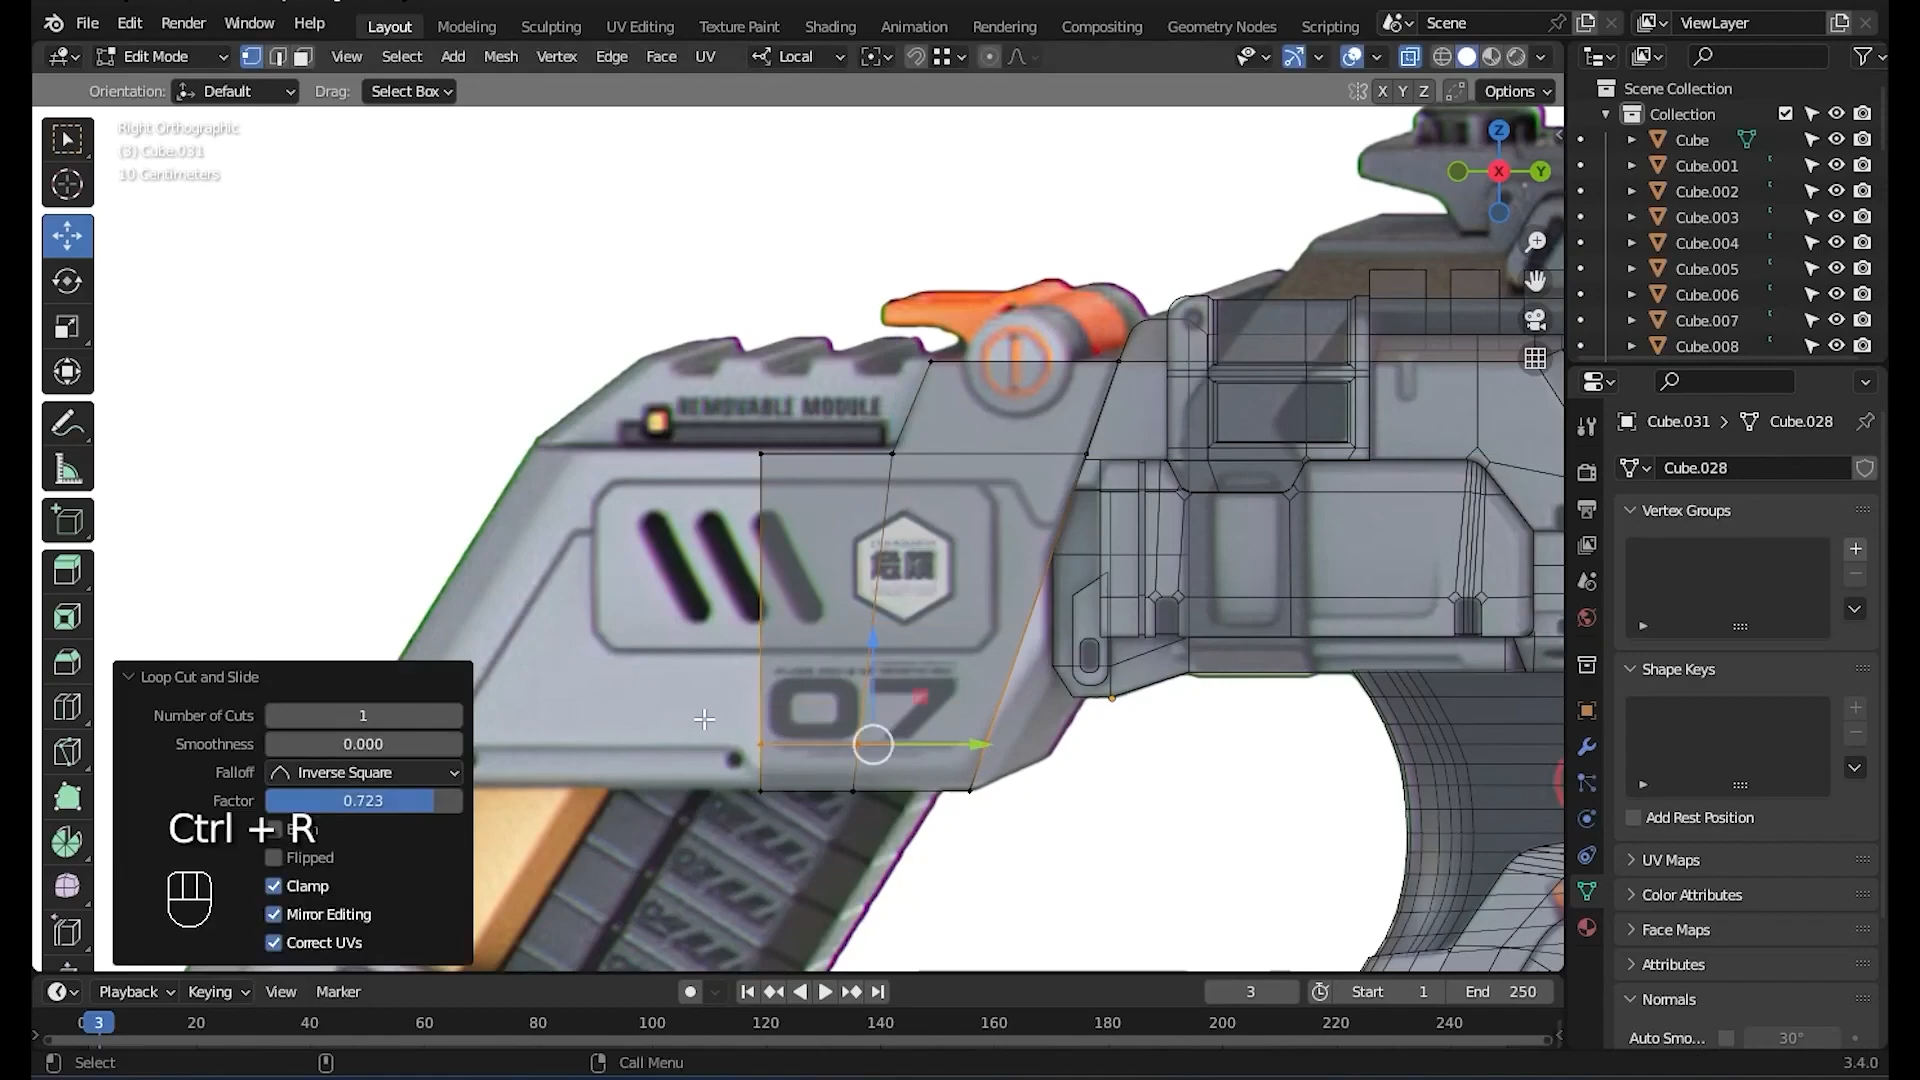 File Edit Render Window Help Layout Modeling Sculpting UV Editing Texture Paint Shading Animation Rendering Compositing Geometry Nodes Scripting Scene ViewLayer
Edit Mode View Select Add Mesh Vertex Edge Face UV Local
Orientation: Default Drag: Select Box X Y Z Options
Right Orthographic
(3) Cube.031
10 Centimeters
Z
X
Y
REMOVABLE MODULE
危限
07
Loop Cut and Slide
Number of Cuts 1
Smoothness 0.000
Falloff Inverse Square
Factor 0.723
Ctrl + R
Flipped
Clamp
Mirror Editing
Correct UVs
Scene Collection
Collection
Cube
Cube.001
Cube.002
Cube.003
Cube.004
Cube.005
Cube.006
Cube.007
Cube.008
Cube.031 > Cube.028
Cube.028
Vertex Groups
Shape Keys
Add Rest Position
UV Maps
Color Attributes
Face Maps
Attributes
Normals
Auto Smo... 30°
Playback Keying View Marker 3 Start 1 End 250
3 20 40 60 80 100 120 140 160 180 200 220 240
Select Call Menu 3.4.0